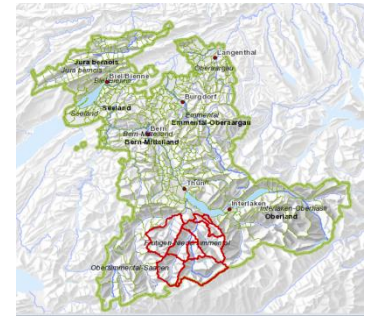 Langenthal
Jura bernois
Jura bernois
Oberaargau
Biel/Bienne
Burgdorf
Seeland
Emmental
Emmental-Oberaargau
Seeland
Bern
Bern-Mittelland
Bern-Mittelland
Thun
Interlaken
Interlaken-Oberhasli
Oberland
Frutigen-Niedersimmental
Obersimmental-Saanen